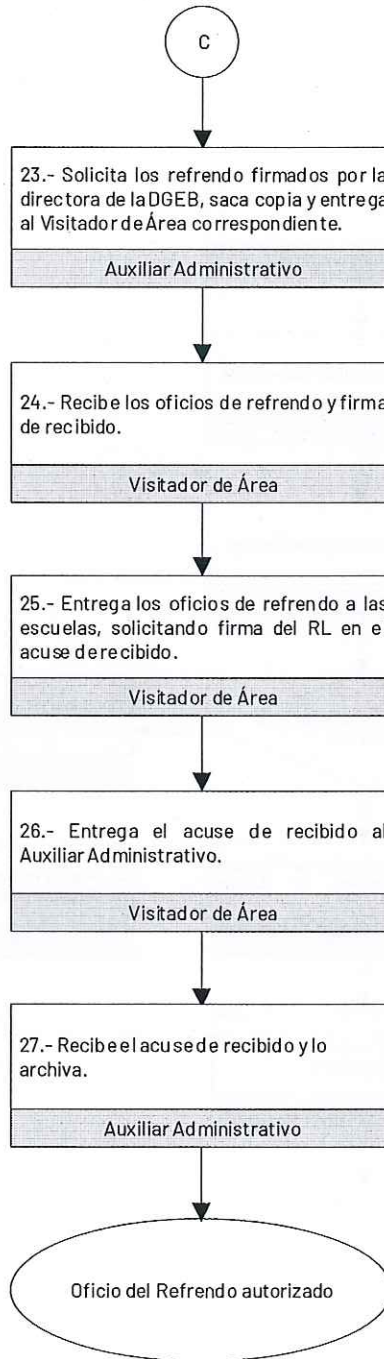 C
23.- Solicita los refrendo firmados por la
directora de la DGEB, saca copia y entrega
al Visitador de Área correspondiente.
Auxiliar Administrativo
24.- Recibe los oficios de refrendo y firma
de recibido.
Visitador de Área
25.- Entrega los oficios de refrendo a las
escuelas, solicitando firma del RL en el
acuse de recibido.
Visitador de Área
26.- Entrega el acuse de recibido al
Auxiliar Administrativo.
Visitador de Área
27.- Recibe el acuse de recibido y lo
archiva.
Auxiliar Administrativo
Oficio del Refrendo autorizado